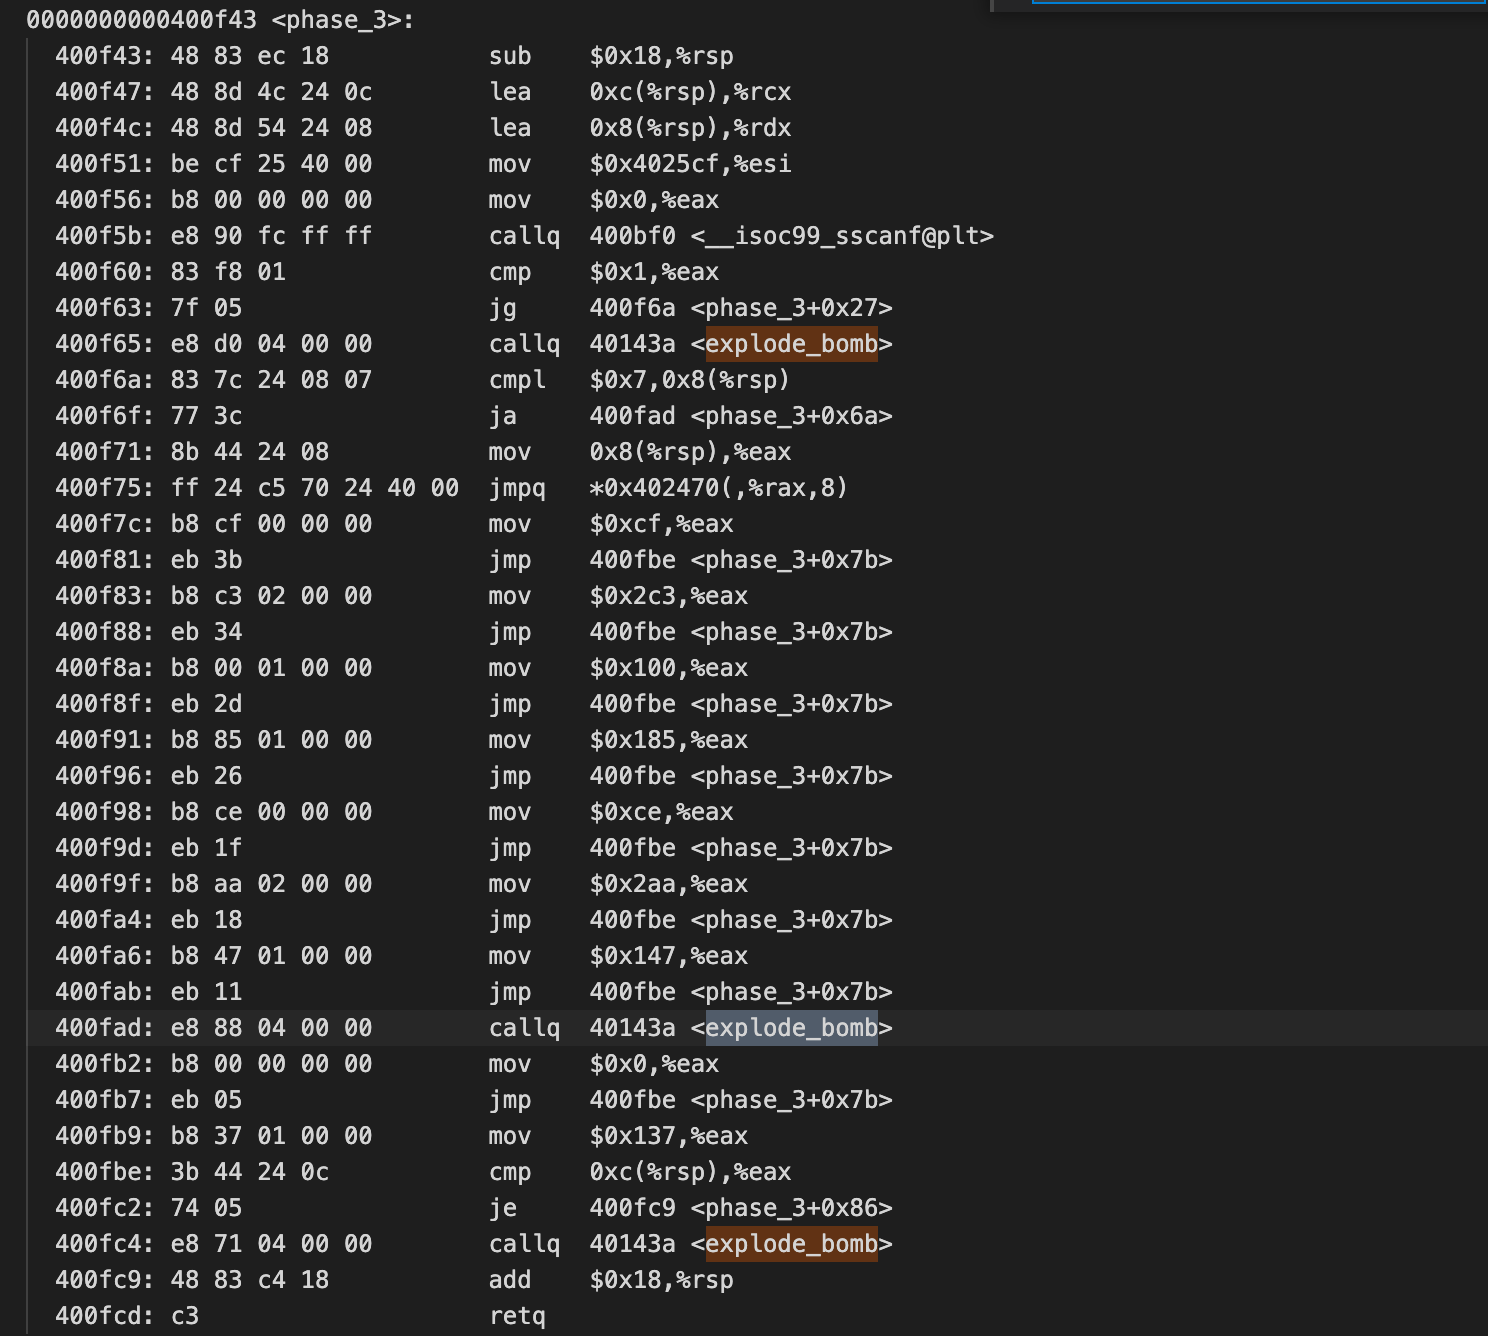 0000000000400f43 <phase_3>:
400f43: 48 83 ec 18 sub $0x18,%rsp
400f47: 48 8d 4c 24 0c lea 0xc(%rsp),%rcx
400f4c: 48 8d 54 24 08 lea 0x8(%rsp),%rdx
400f51: be cf 25 40 00 mov $0x4025cf,%esi
400f56: b8 00 00 00 00 mov $0x0,%eax
400f5b: e8 90 fc ff ff callq 400bf0 <__isoc99_sscanf@plt>
400f60: 83 f8 01 cmp $0x1,%eax
400f63: 7f 05 jg 400f6a <phase_3+0x27>
400f65: e8 d0 04 00 00 callq 40143a <explode_bomb>
400f6a: 83 7c 24 08 07 cmpl $0x7,0x8(%rsp)
400f6f: 77 3c ja 400fad <phase_3+0x6a>
400f71: 8b 44 24 08 mov 0x8(%rsp),%eax
400f75: ff 24 c5 70 24 40 00 jmpq *0x402470(,%rax,8)
400f7c: b8 cf 00 00 00 mov $0xcf,%eax
400f81: eb 3b jmp 400fbe <phase_3+0x7b>
400f83: b8 c3 02 00 00 mov $0x2c3,%eax
400f88: eb 34 jmp 400fbe <phase_3+0x7b>
400f8a: b8 00 01 00 00 mov $0x100,%eax
400f8f: eb 2d jmp 400fbe <phase_3+0x7b>
400f91: b8 85 01 00 00 mov $0x185,%eax
400f96: eb 26 jmp 400fbe <phase_3+0x7b>
400f98: b8 ce 00 00 00 mov $0xce,%eax
400f9d: eb 1f jmp 400fbe <phase_3+0x7b>
400f9f: b8 aa 02 00 00 mov $0x2aa,%eax
400fa4: eb 18 jmp 400fbe <phase_3+0x7b>
400fa6: b8 47 01 00 00 mov $0x147,%eax
400fab: eb 11 jmp 400fbe <phase_3+0x7b>
400fad: e8 88 04 00 00 callq 40143a <explode_bomb>
400fb2: b8 00 00 00 00 mov $0x0,%eax
400fb7: eb 05 jmp 400fbe <phase_3+0x7b>
400fb9: b8 37 01 00 00 mov $0x137,%eax
400fbe: 3b 44 24 0c cmp 0xc(%rsp),%eax
400fc2: 74 05 je 400fc9 <phase_3+0x86>
400fc4: e8 71 04 00 00 callq 40143a <explode_bomb>
400fc9: 48 83 c4 18 add $0x18,%rsp
400fcd: c3 retq